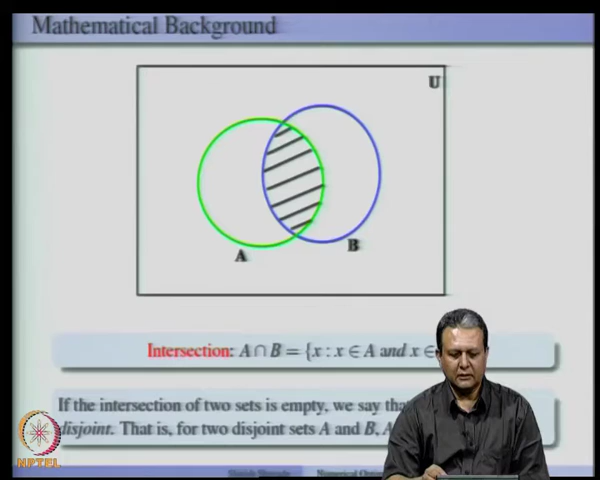 Mathematical Background
U
A
B
Intersection: A ∩ B = {x : x ∈ A and x ∈
If the intersection of two sets is empty, we say tha
disjoint. That is, for two disjoint sets A and B, A
NPTEL
Numerical